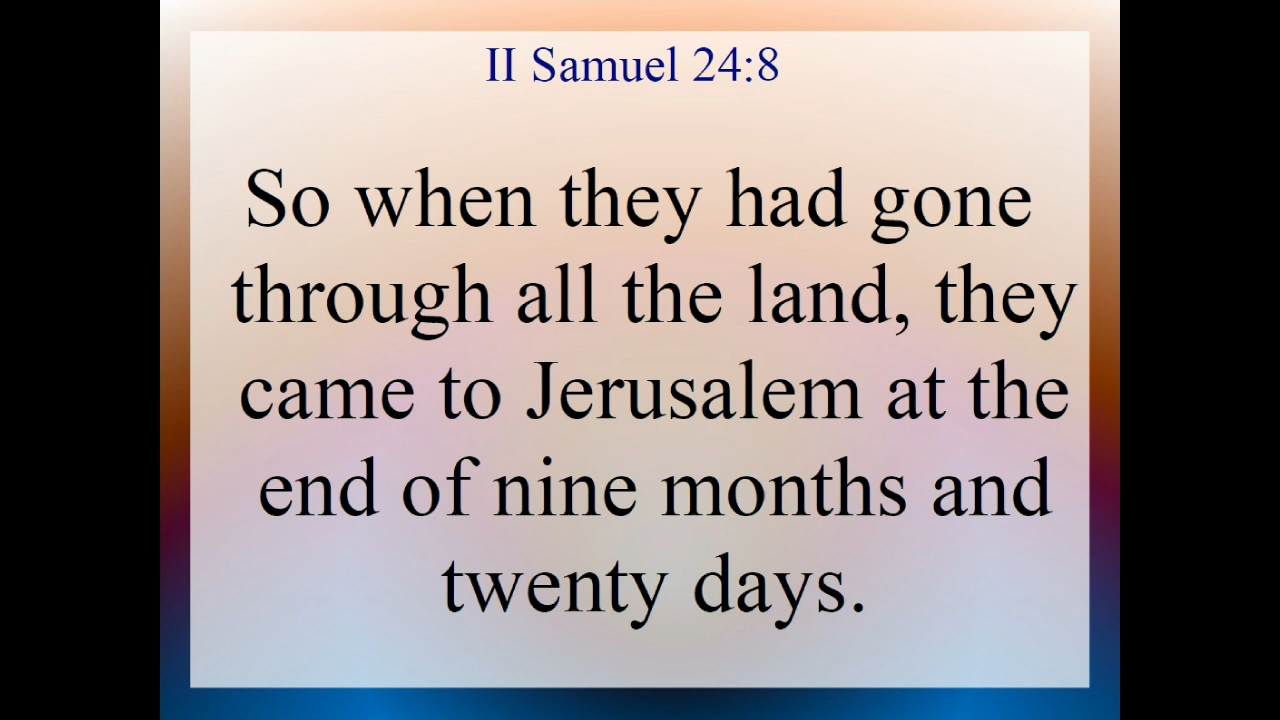 II Samuel 24:8
So when they had gone
through all the land, they
came to Jerusalem at the
end of nine months and
twenty days.